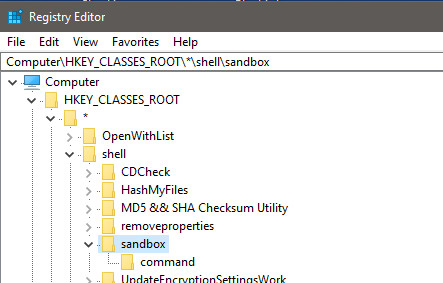 Registry Editor
File Edit View Favorites Help
Computer\HKEY_CLASSES_ROOT\*\shell\sandbox
Computer
HKEY_CLASSES_ROOT
*
OpenWithList
shell
CDCheck
HashMyFiles
MD5 && SHA Checksum Utility
removeproperties
sandbox
command
UpdateEncryptionSettingsWork